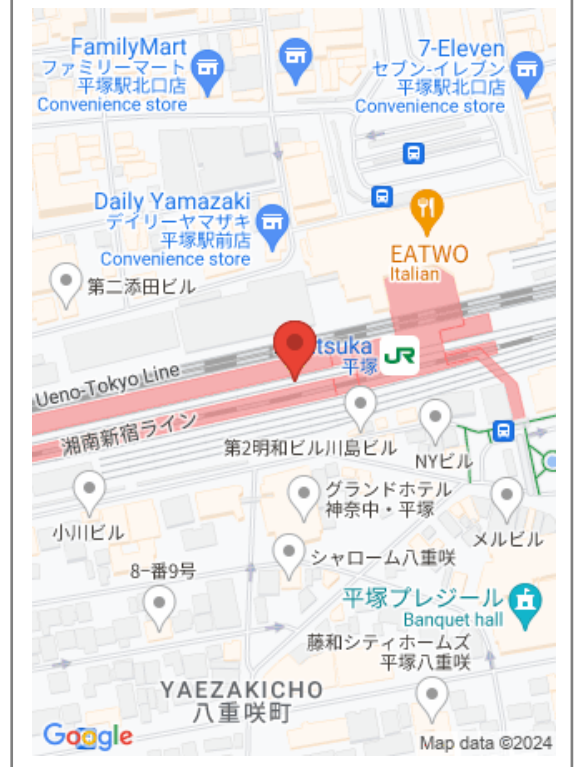 FamilyMart
ファミリーマート
平塚駅北口店
Convenience store
7-Eleven
セブン-イレブン
平塚駅北口店
Convenience store
Daily Yamazaki
デイリーヤマザキ
平塚駅前店
Convenience store
EATWO
Italian
第二添田ビル
tsuka
平塚
JR
Ueno-Tokyo Line
湘南新宿ライン
第2明和ビル川島ビル
NYビル
小川ビル
グランドホテル
神奈中・平塚
メルビル
シャローム八重咲
8-番9号
平塚プレジール
Banquet hall
藤和シティホームズ
平塚八重咲
YAEZAKICHO
八重咲町
Google
Map data ©2024